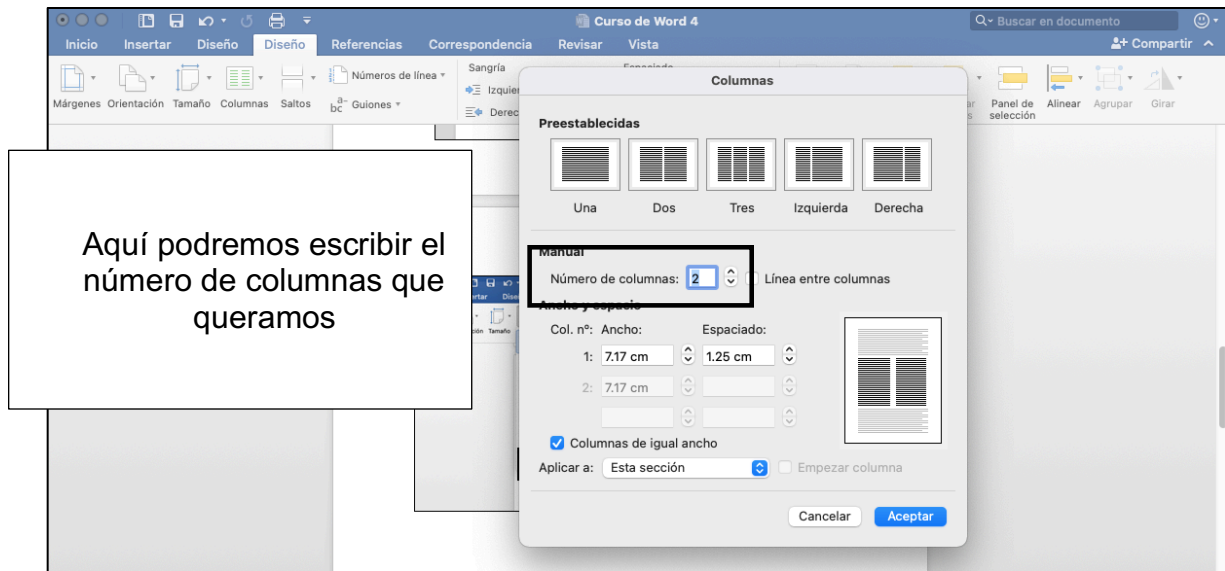 Curso de Word 4
Buscar en documento
Inicio Insertar Diseño Diseño Referencias Correspondencia Revisar Vista
Compartir
Números de línea
Sangría
Márgenes Orientación Tamaño Columnas Saltos
Guiones
Panel de selección
Alinear Agrupar Girar
Aquí podremos escribir el
número de columnas que
queramos
Columnas
Preestablecidas
Una Dos Tres Izquierda Derecha
Manual
Número de columnas: 2
Línea entre columnas
Ancho y espacio
Col. nº: Ancho: Espaciado:
1: 7.17 cm 1.25 cm
2: 7.17 cm
Columnas de igual ancho
Aplicar a: Esta sección
Empezar columna
Cancelar Aceptar